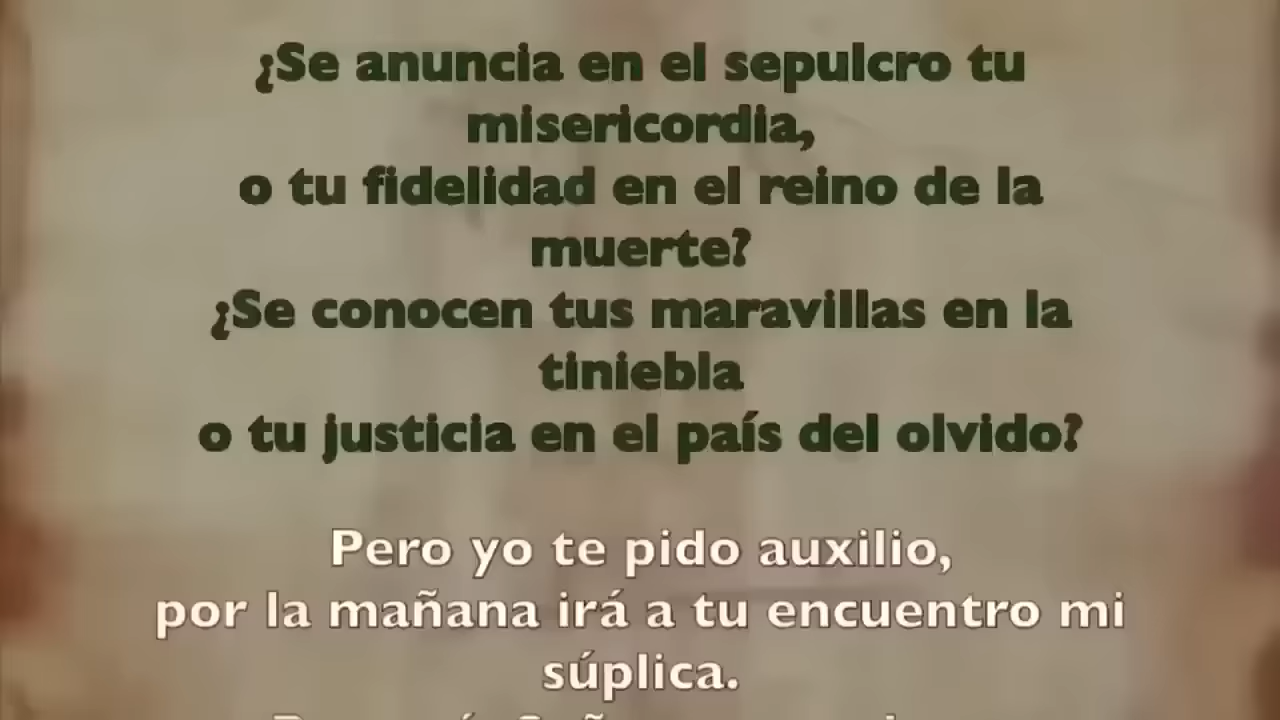 ¿Se anuncia en el sepulcro tu
misericordia,
o tu fidelidad en el reino de la
muerte?
¿Se conocen tus maravillas en la
tiniebla
o tu justicia en el país del olvido?
Pero yo te pido auxilio,
por la mañana irá a tu encuentro mi
súplica.